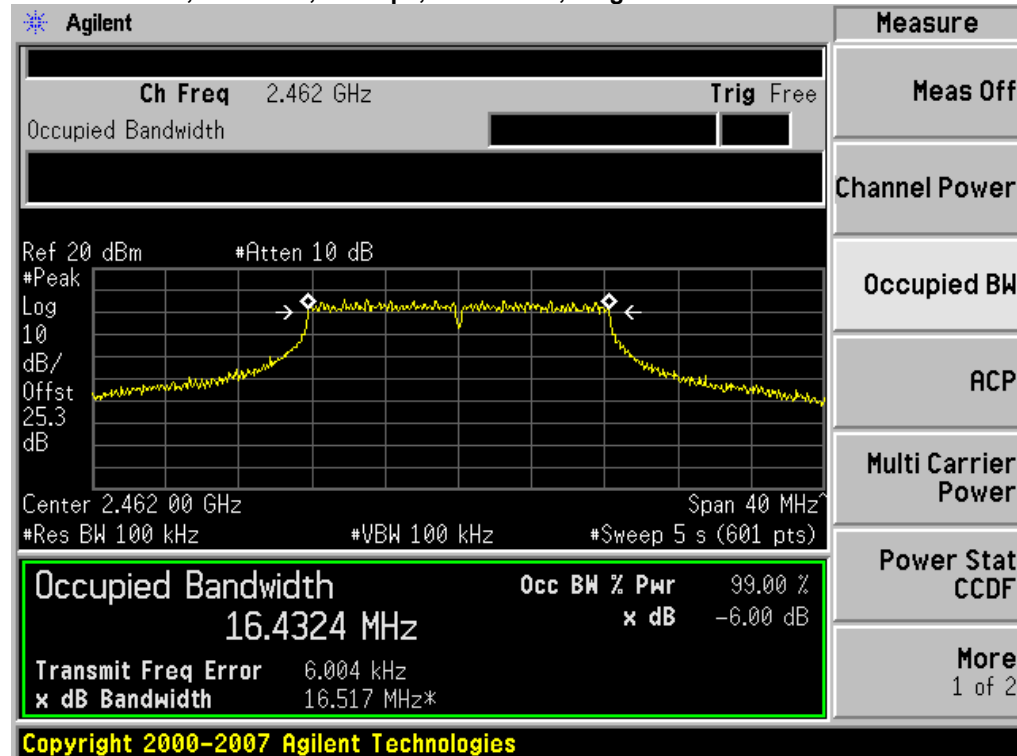 Agilent
Measure
Ch Freq 2.462 GHz Trig Free
Occupied Bandwidth
Meas Off
Channel Power
Occupied BW
ACP
Multi Carrier
Power
Power Stat
CCDF
More
1 of 2
Ref 20 dBm #Atten 10 dB
#Peak
Log
10
dB/
Offst
25.3
dB
Center 2.462 00 GHz Span 40 MHz^
#Res BW 100 kHz #VBW 100 kHz #Sweep 5 s (601 pts)
Occupied Bandwidth
16.4324 MHz
Occ BW % Pwr 99.00 %
x dB -6.00 dB
Transmit Freq Error 6.004 kHz
x dB Bandwidth 16.517 MHz*
Copyright 2000-2007 Agilent Technologies